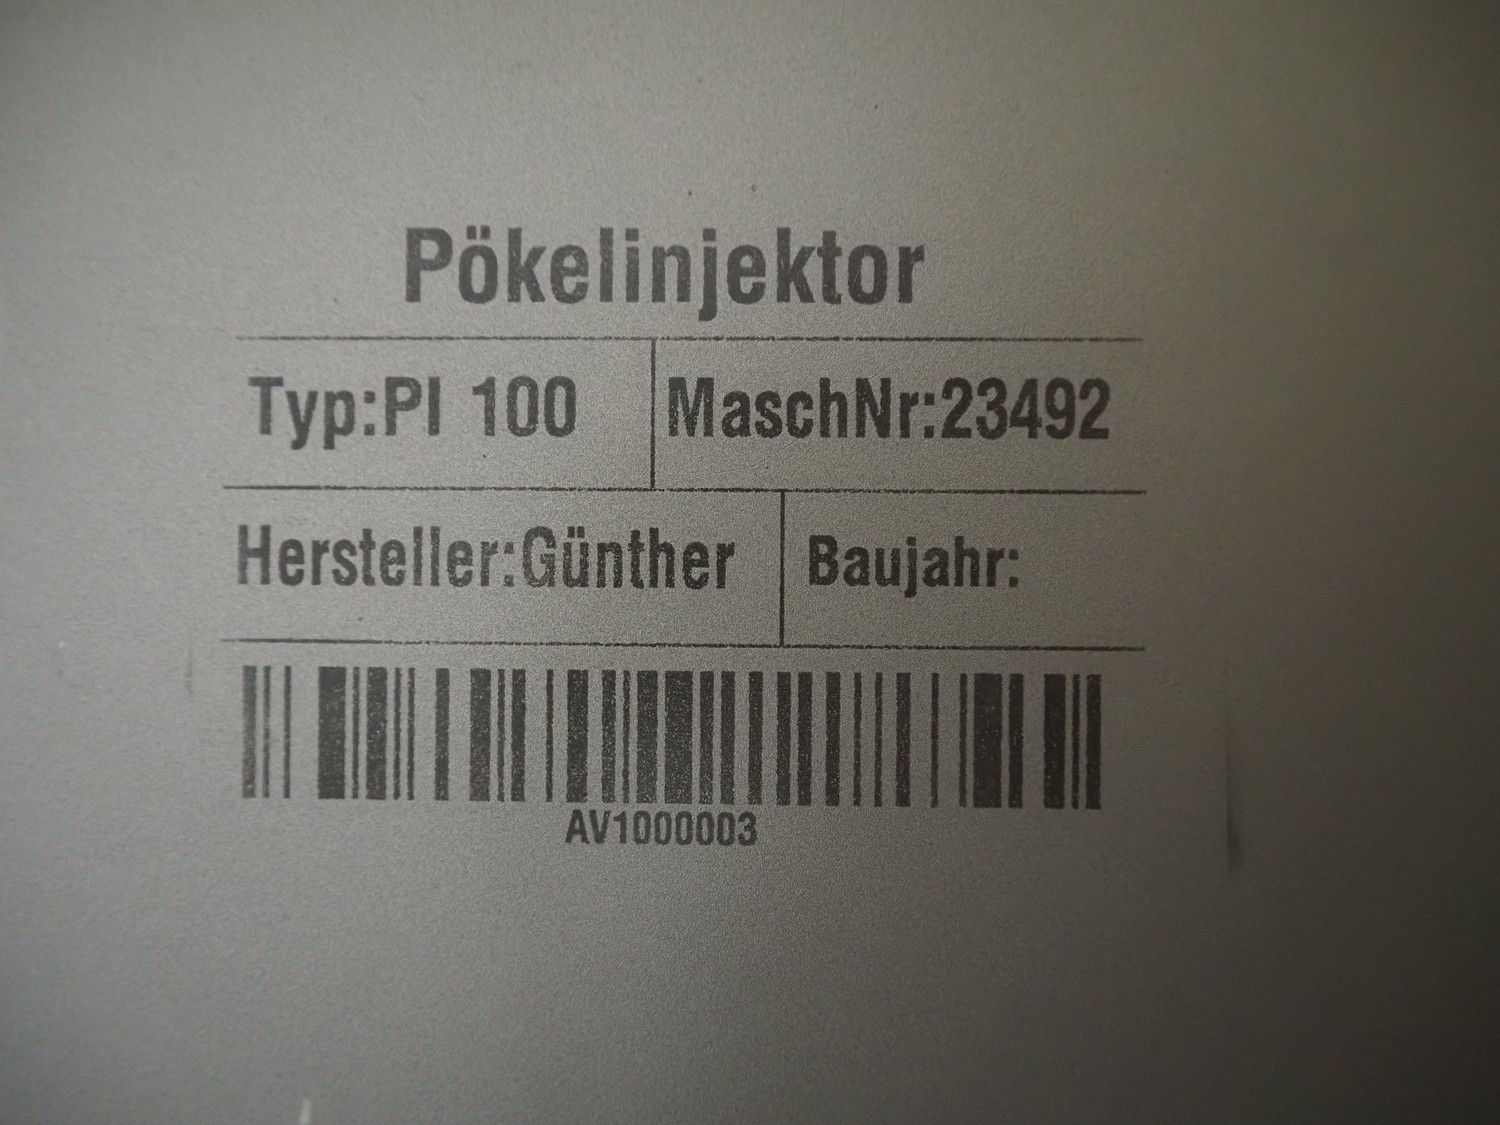 Pökelinjektor
Typ:PI 100 MaschNr:23492
Hersteller:Günther Baujahr:
AV1000003